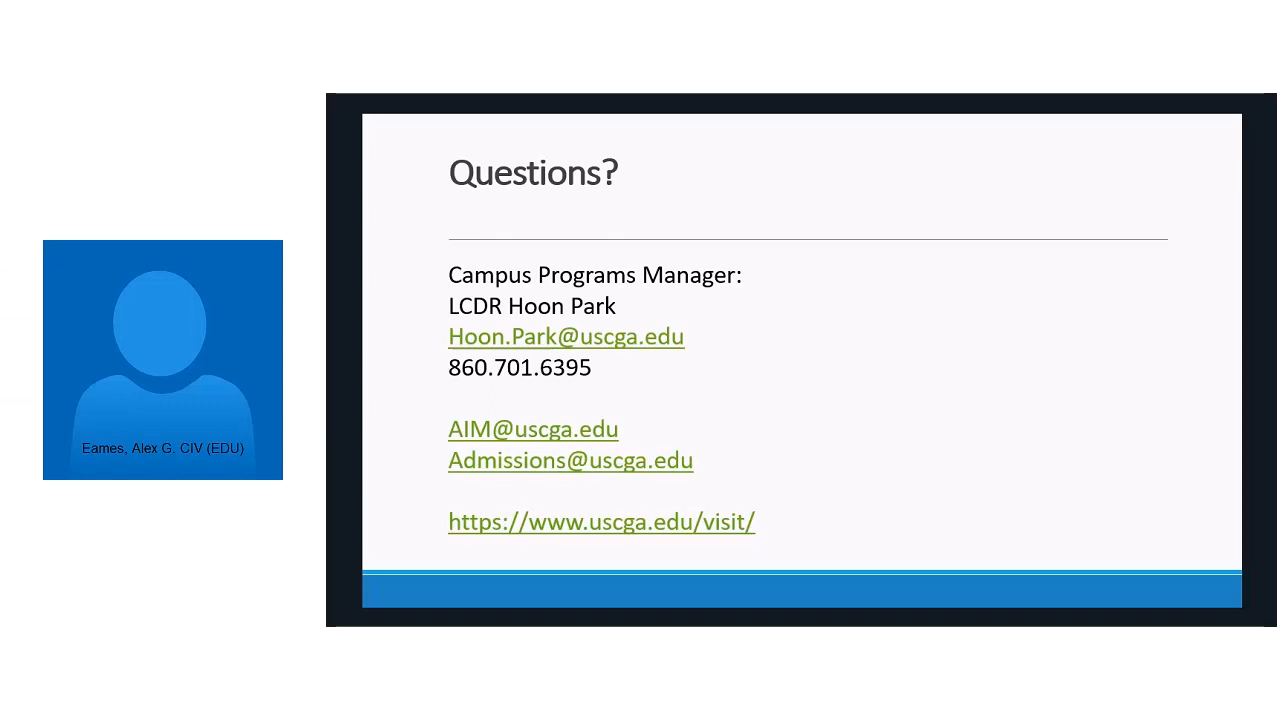 Questions?
Campus Programs Manager:
LCDR Hoon Park
Hoon.Park@uscga.edu
860.701.6395
AIM@uscga.edu
Admissions@uscga.edu
https://www.uscga.edu/visit/
Eames, Alex G. CIV (EDU)